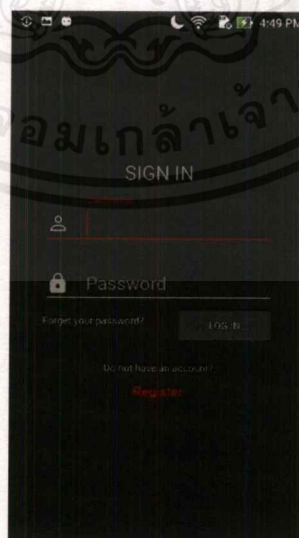 4:49 PM
จอมเกล้าเจ้า
SIGN IN
Password
Forget your password?
LOG IN
Do not have an account?
Register